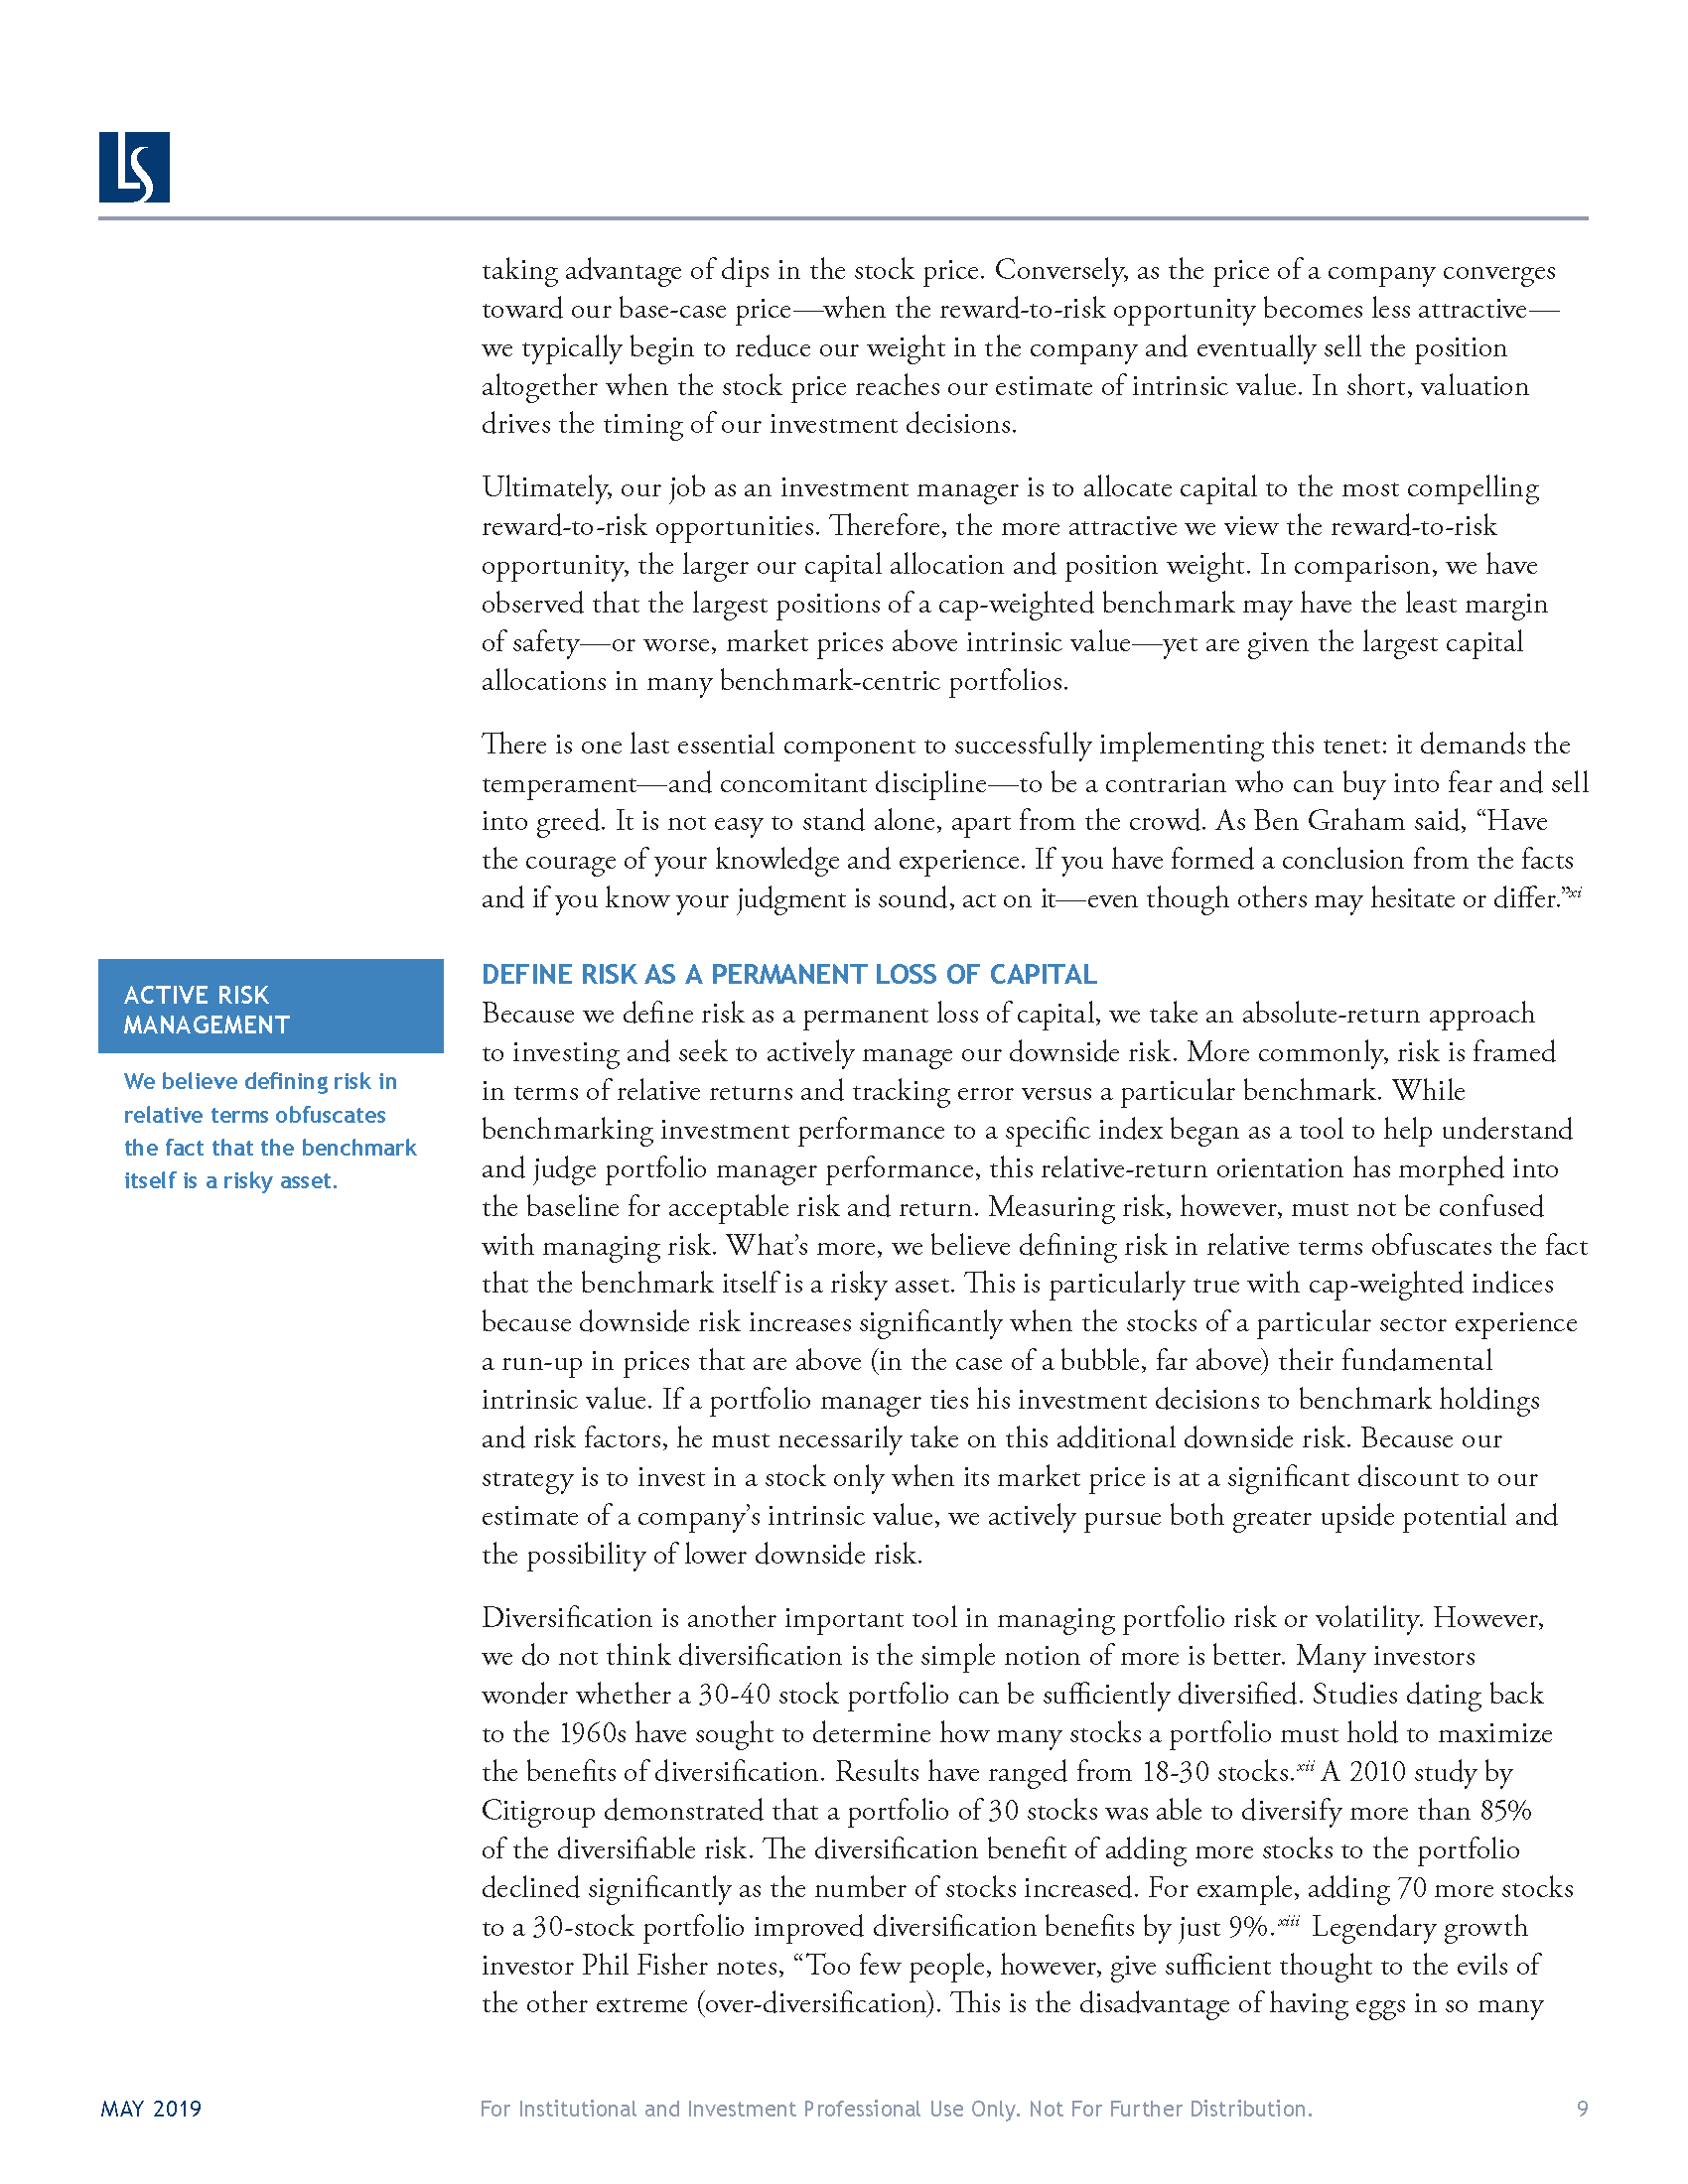 LS
taking advantage of dips in the stock price. Conversely, as the price of a company converges
toward our base-case price—when the reward-to-risk opportunity becomes less attractive—
we typically begin to reduce our weight in the company and eventually sell the position
altogether when the stock price reaches our estimate of intrinsic value. In short, valuation
drives the timing of our investment decisions.
Ultimately, our job as an investment manager is to allocate capital to the most compelling
reward-to-risk opportunities. Therefore, the more attractive we view the reward-to-risk
opportunity, the larger our capital allocation and position weight. In comparison, we have
observed that the largest positions of a cap-weighted benchmark may have the least margin
of safety—or worse, market prices above intrinsic value—yet are given the largest capital
allocations in many benchmark-centric portfolios.
There is one last essential component to successfully implementing this tenet: it demands the
temperament—and concomitant discipline—to be a contrarian who can buy into fear and sell
into greed. It is not easy to stand alone, apart from the crowd. As Ben Graham said, “Have
the courage of your knowledge and experience. If you have formed a conclusion from the facts
and if you know your judgment is sound, act on it—even though others may hesitate or differ.”xi
ACTIVE RISK
MANAGEMENT
We believe defining risk in
relative terms obfuscates
the fact that the benchmark
itself is a risky asset.
DEFINE RISK AS A PERMANENT LOSS OF CAPITAL
Because we define risk as a permanent loss of capital, we take an absolute-return approach
to investing and seek to actively manage our downside risk. More commonly, risk is framed
in terms of relative returns and tracking error versus a particular benchmark. While
benchmarking investment performance to a specific index began as a tool to help understand
and judge portfolio manager performance, this relative-return orientation has morphed into
the baseline for acceptable risk and return. Measuring risk, however, must not be confused
with managing risk. What’s more, we believe defining risk in relative terms obfuscates the fact
that the benchmark itself is a risky asset. This is particularly true with cap-weighted indices
because downside risk increases significantly when the stocks of a particular sector experience
a run-up in prices that are above (in the case of a bubble, far above) their fundamental
intrinsic value. If a portfolio manager ties his investment decisions to benchmark holdings
and risk factors, he must necessarily take on this additional downside risk. Because our
strategy is to invest in a stock only when its market price is at a significant discount to our
estimate of a company’s intrinsic value, we actively pursue both greater upside potential and
the possibility of lower downside risk.
Diversification is another important tool in managing portfolio risk or volatility. However,
we do not think diversification is the simple notion of more is better. Many investors
wonder whether a 30-40 stock portfolio can be sufficiently diversified. Studies dating back
to the 1960s have sought to determine how many stocks a portfolio must hold to maximize
the benefits of diversification. Results have ranged from 18-30 stocks.xii A 2010 study by
Citigroup demonstrated that a portfolio of 30 stocks was able to diversify more than 85%
of the diversifiable risk. The diversification benefit of adding more stocks to the portfolio
declined significantly as the number of stocks increased. For example, adding 70 more stocks
to a 30-stock portfolio improved diversification benefits by just 9%.xiii Legendary growth
investor Phil Fisher notes, “Too few people, however, give sufficient thought to the evils of
the other extreme (over-diversification). This is the disadvantage of having eggs in so many
MAY 2019
For Institutional and Investment Professional Use Only. Not For Further Distribution.
9